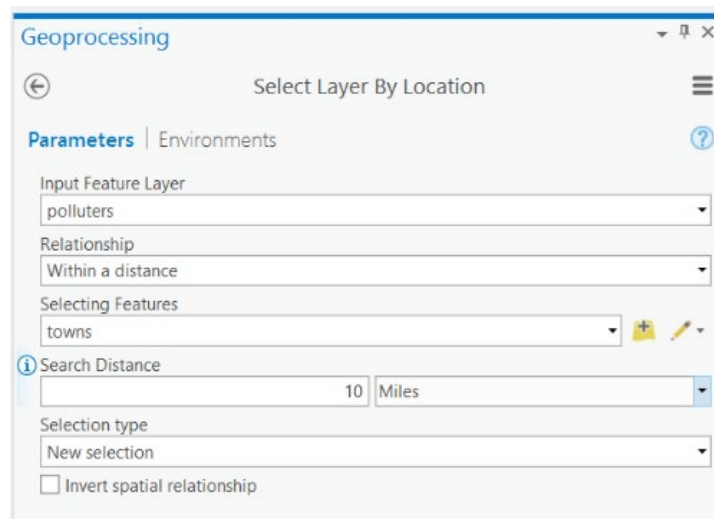 Geoprocessing
Select Layer By Location
Parameters | Environments
Input Feature Layer
polluters
Relationship
Within a distance
Selecting Features
towns
Search Distance
10 Miles
Selection type
New selection
Invert spatial relationship